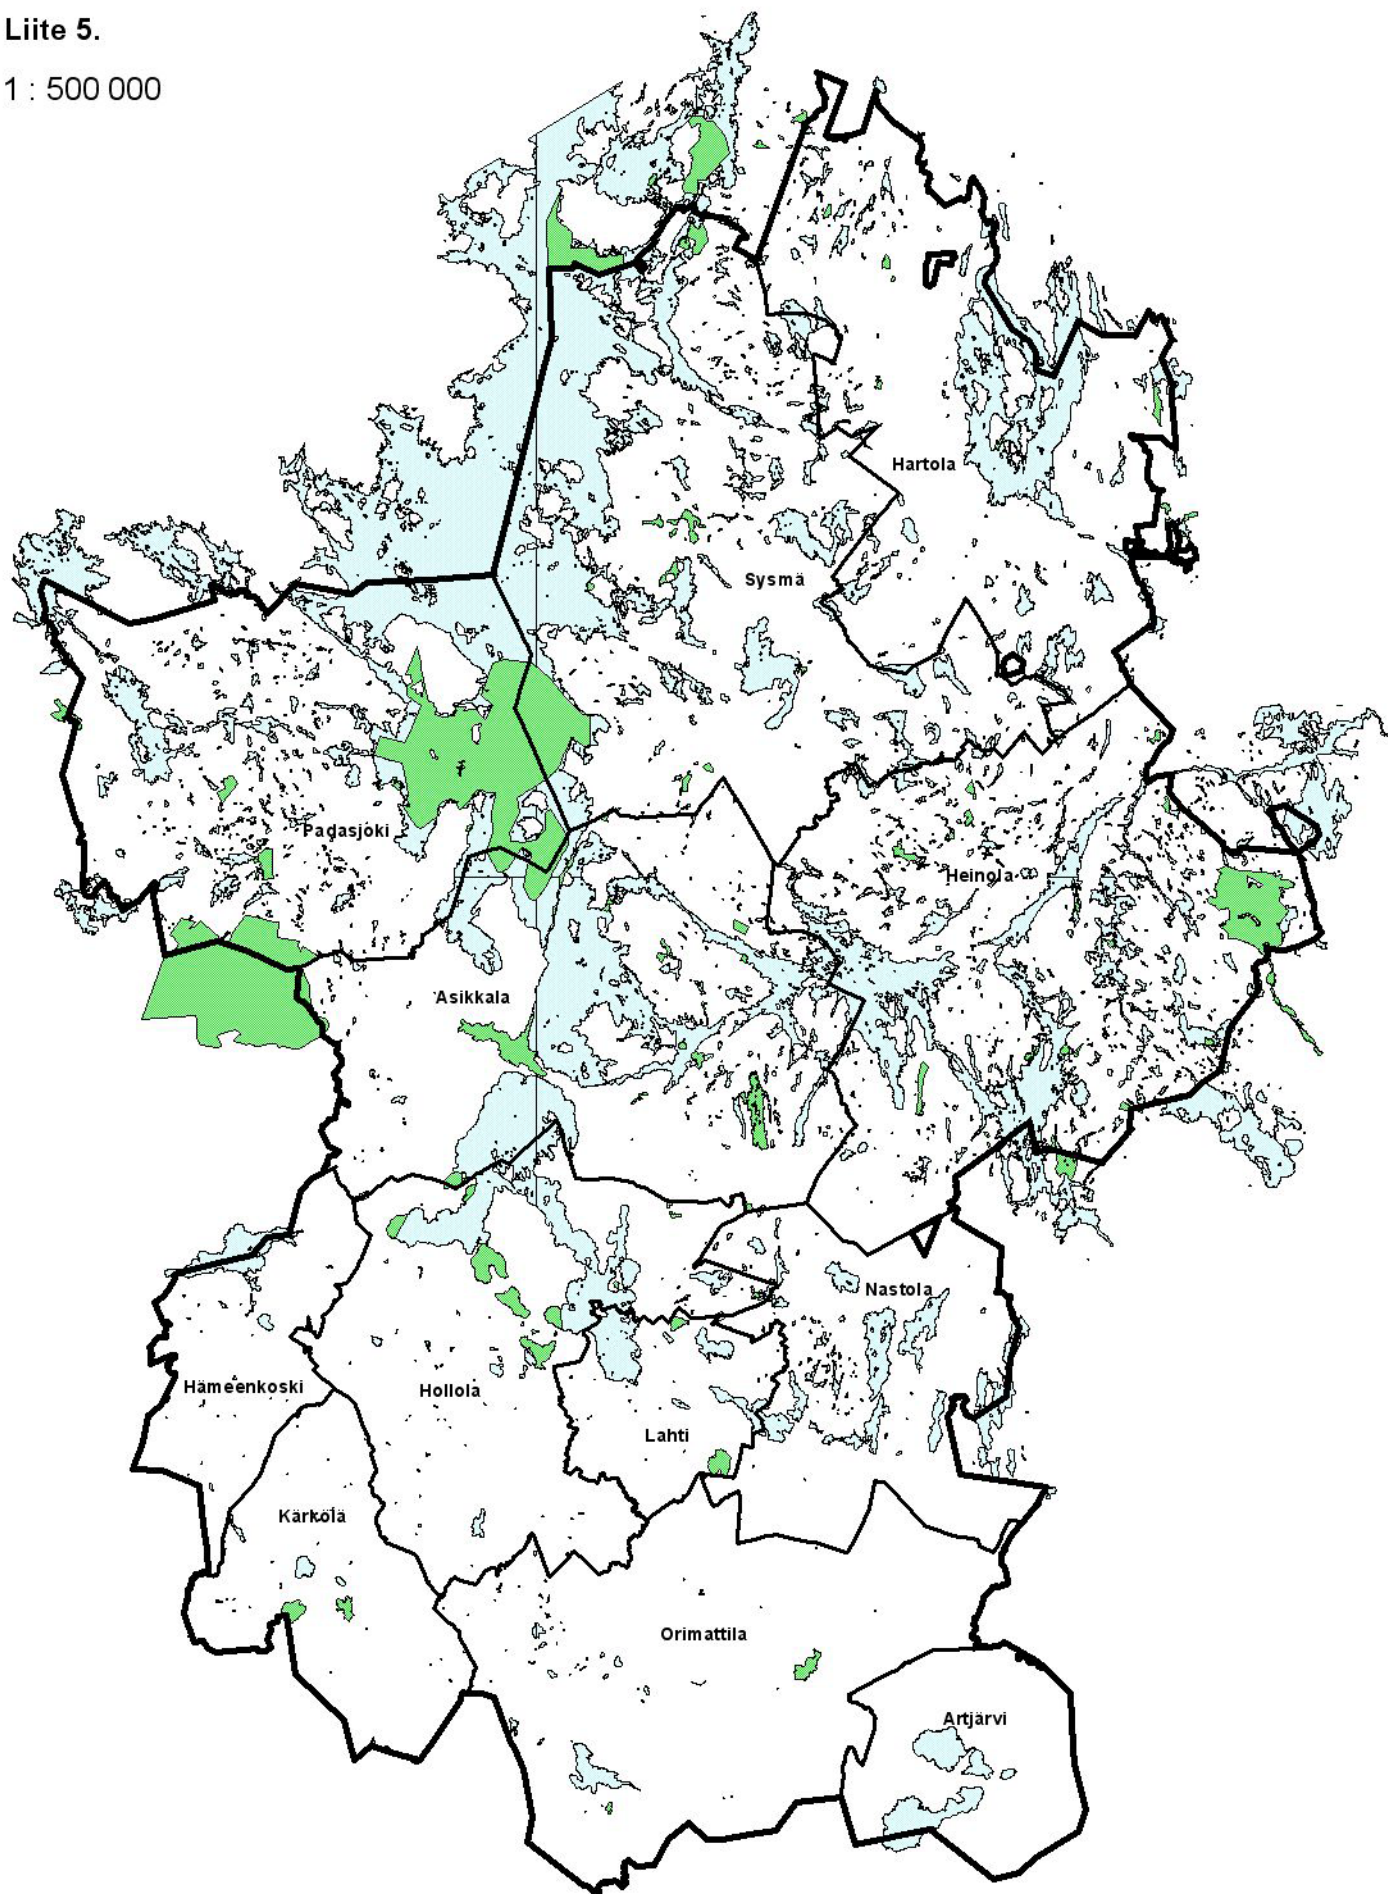 Liite 5.
1 : 500 000
Hartola
Sysmä
Padasjoki
Heinola
Asikkala
Nastola
Hämeenkoski
Hollola
Lahti
Kärkölä
Orimattila
Artjärvi